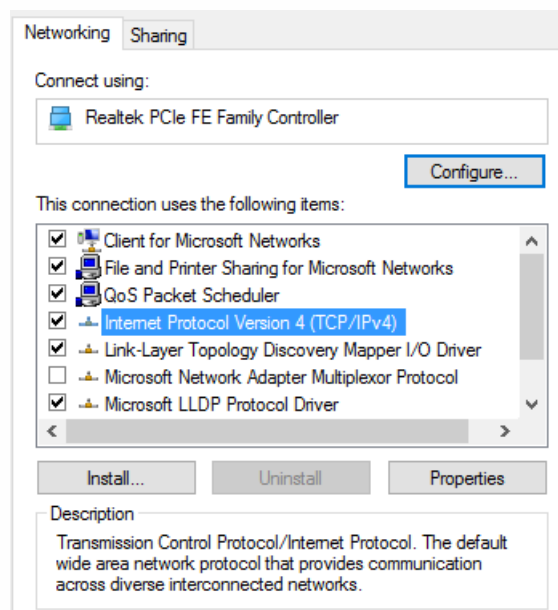 Networking Sharing
Connect using:
Realtek PCIe FE Family Controller
Configure...
This connection uses the following items:
Client for Microsoft Networks
File and Printer Sharing for Microsoft Networks
QoS Packet Scheduler
Internet Protocol Version 4 (TCP/IPv4)
Link-Layer Topology Discovery Mapper I/O Driver
Microsoft Network Adapter Multiplexor Protocol
Microsoft LLDP Protocol Driver
Install... Uninstall Properties
Description
Transmission Control Protocol/Internet Protocol. The default
wide area network protocol that provides communication
across diverse interconnected networks.